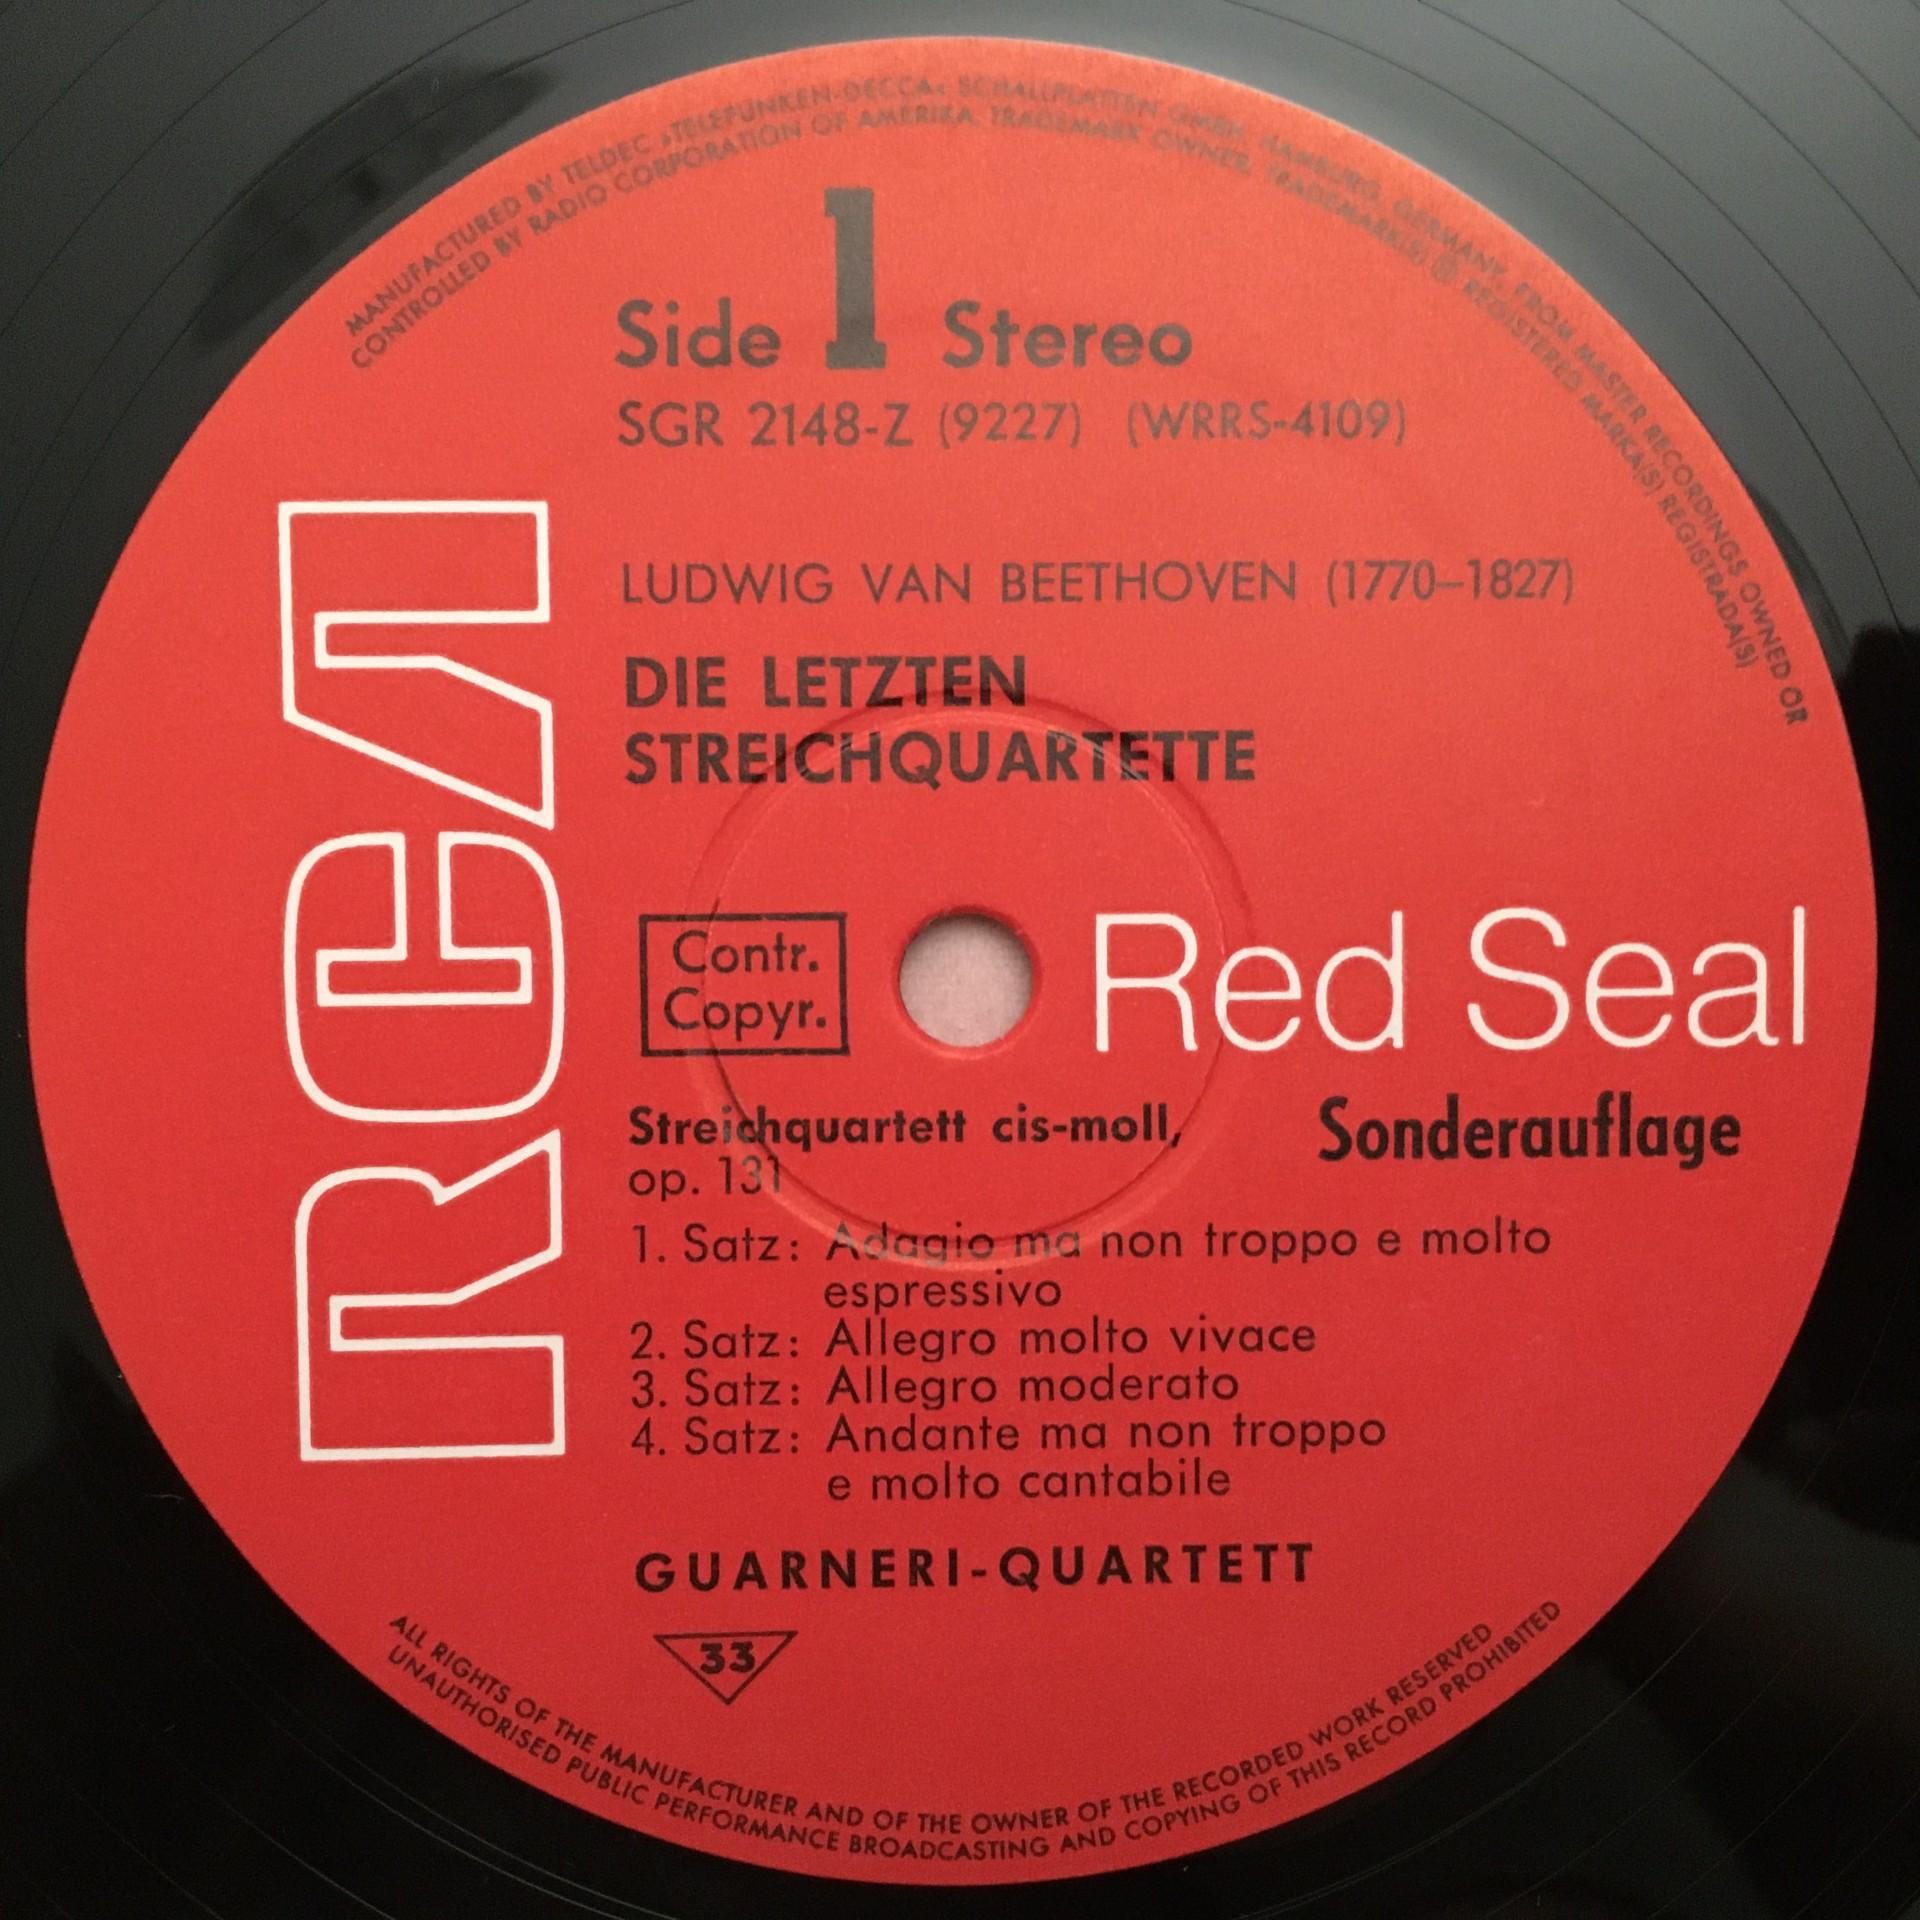 MANUFACTURED BY TELDEC »TELEFUNKEN-DECCA« SCHALLPLATTEN GMBH, HAMBURG, GERMANY, FROM MASTER RECORDINGS OWNED OR
CONTROLLED BY RADIO CORPORATION OF AMERIKA. TRADEMARK OWNER, TRADEMARK(S) ® REGISTERED MARKA(S) REGISTRADA(S)
Side 1 Stereo
SGR 2148-Z (9227) (WRRS-4109)
RCA
LUDWIG VAN BEETHOVEN (1770–1827)
DIE LETZTEN
STREICHQUARTETTE
Contr.
Copyr.
Red Seal
Sonderauflage
Streichquartett cis-moll,
op. 131
1. Satz: Adagio ma non troppo e molto
espressivo
2. Satz: Allegro molto vivace
3. Satz: Allegro moderato
4. Satz: Andante ma non troppo
e molto cantabile
GUARNERI-QUARTETT
33
ALL RIGHTS OF THE MANUFACTURER AND OF THE OWNER OF THE RECORDED WORK RESERVED
UNAUTHORISED PUBLIC PERFORMANCE BROADCASTING AND COPYING OF THIS RECORD PROHIBITED